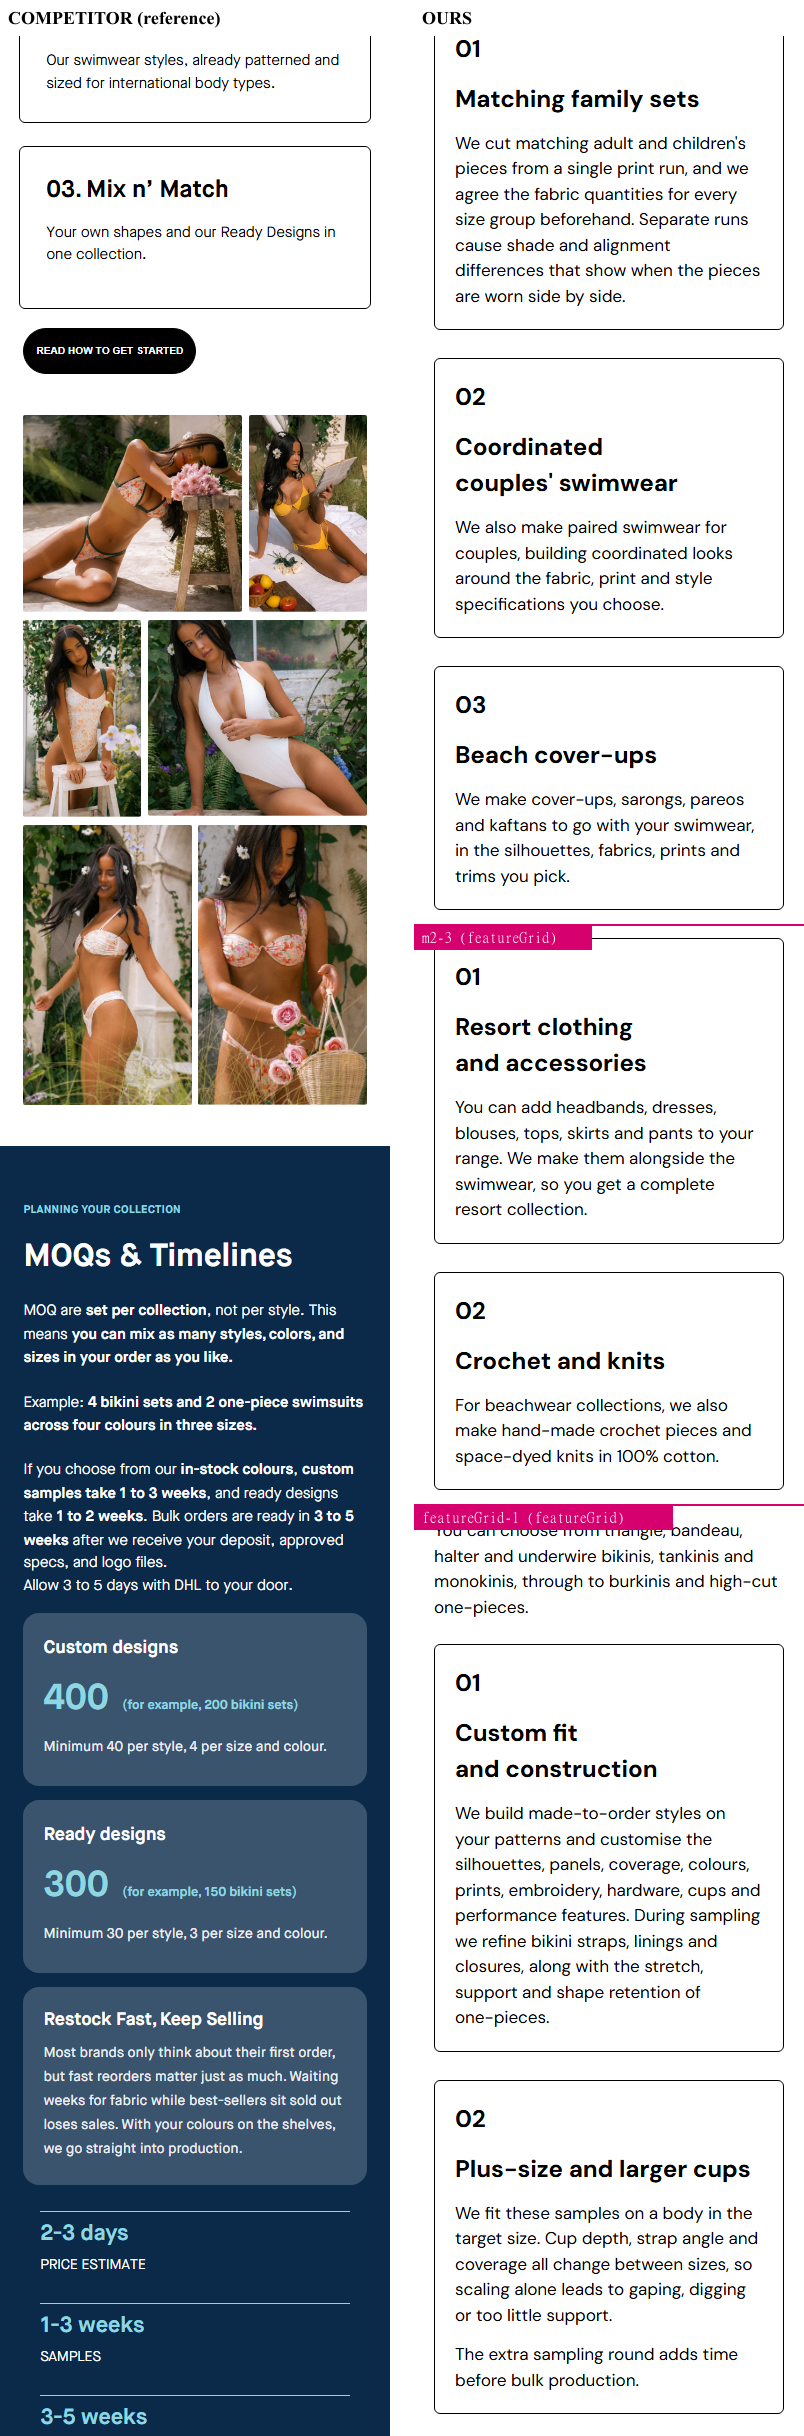 COMPETITOR (reference)
Our swimwear styles, already patterned and
sized for international body types.
03. Mix n’ Match
Your own shapes and our Ready Designs in
one collection.
READ HOW TO GET STARTED
PLANNING YOUR COLLECTION
MOQs & Timelines
MOQ are set per collection, not per style. This
means you can mix as many styles, colors, and
sizes in your order as you like.
Example: 4 bikini sets and 2 one-piece swimsuits
across four colours in three sizes.
If you choose from our in-stock colours, custom
samples take 1 to 3 weeks, and ready designs
take 1 to 2 weeks. Bulk orders are ready in 3 to 5
weeks after we receive your deposit, approved
specs, and logo files.
Allow 3 to 5 days with DHL to your door.
Custom designs
400 (for example, 200 bikini sets)
Minimum 40 per style, 4 per size and colour.
Ready designs
300 (for example, 150 bikini sets)
Minimum 30 per style, 3 per size and colour.
Restock Fast, Keep Selling
Most brands only think about their first order,
but fast reorders matter just as much. Waiting
weeks for fabric while best-sellers sit sold out
loses sales. With your colours on the shelves,
we go straight into production.
2-3 days
PRICE ESTIMATE
1-3 weeks
SAMPLES
3-5 weeks
OURS
01
Matching family sets
We cut matching adult and children's
pieces from a single print run, and we
agree the fabric quantities for every
size group beforehand. Separate runs
cause shade and alignment
differences that show when the pieces
are worn side by side.
02
Coordinated
couples' swimwear
We also make paired swimwear for
couples, building coordinated looks
around the fabric, print and style
specifications you choose.
03
Beach cover-ups
We make cover-ups, sarongs, pareos
and kaftans to go with your swimwear,
in the silhouettes, fabrics, prints and
trims you pick.
m2-3 (featureGrid)
01
Resort clothing
and accessories
You can add headbands, dresses,
blouses, tops, skirts and pants to your
range. We make them alongside the
swimwear, so you get a complete
resort collection.
02
Crochet and knits
For beachwear collections, we also
make hand-made crochet pieces and
space-dyed knits in 100% cotton.
featureGrid-1 (featureGrid)
You can choose from triangle, bandeau,
halter and underwire bikinis, tankinis and
monokinis, through to burkinis and high-cut
one-pieces.
01
Custom fit
and construction
We build made-to-order styles on
your patterns and customise the
silhouettes, panels, coverage, colours,
prints, embroidery, hardware, cups and
performance features. During sampling
we refine bikini straps, linings and
closures, along with the stretch,
support and shape retention of
one-pieces.
02
Plus-size and larger cups
We fit these samples on a body in the
target size. Cup depth, strap angle and
coverage all change between sizes, so
scaling alone leads to gaping, digging
or too little support.
The extra sampling round adds time
before bulk production.